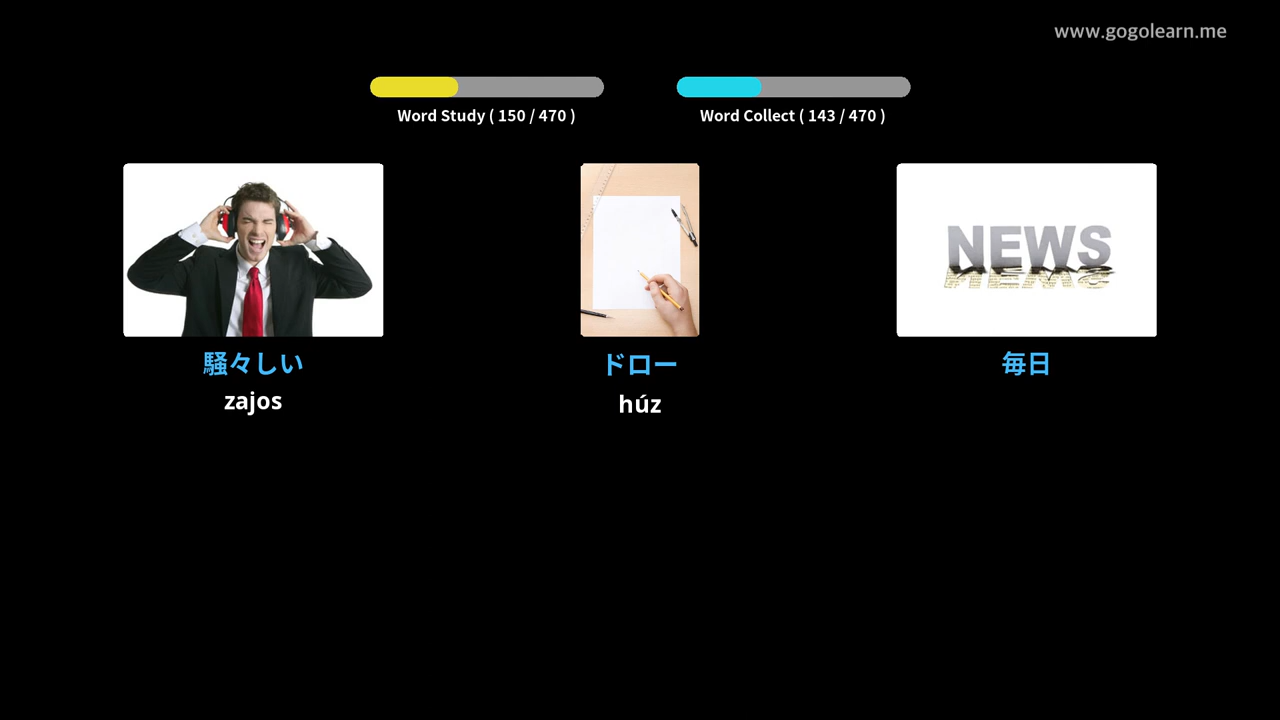 www.gogolearn.me
Word Study ( 150 / 470 )
Word Collect ( 143 / 470 )
NEWS
騒々しい
ドロー
毎日
zajos
húz